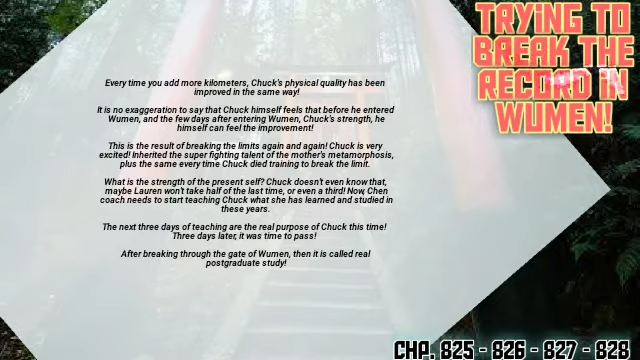 TRYING TO
BREAK THE
RECORD IN
WUMEN!
Every time you add more kilometers, Chuck's physical quality has been
improved in the same way!
It is no exaggeration to say that Chuck himself feels that before he entered
Wumen, and the few days after entering Wumen, Chuck's strength, he
himself can feel the improvement!
This is the result of breaking the limits again and again! Chuck is very
excited! Inherited the super fighting talent of the mother's metamorphosis,
plus the same every time Chuck died training to break the limit.
What is the strength of the present self? Chuck doesn't even know that,
maybe Lauren won't take half of the last time, or even a third! Now, Chen
coach needs to start teaching Chuck what she has learned and studied in
these years.
The next three days of teaching are the real purpose of Chuck this time!
Three days later, it was time to pass!
After breaking through the gate of Wumen, then it is called real
postgraduate study!
CHP. 825 - 826 - 827 - 828